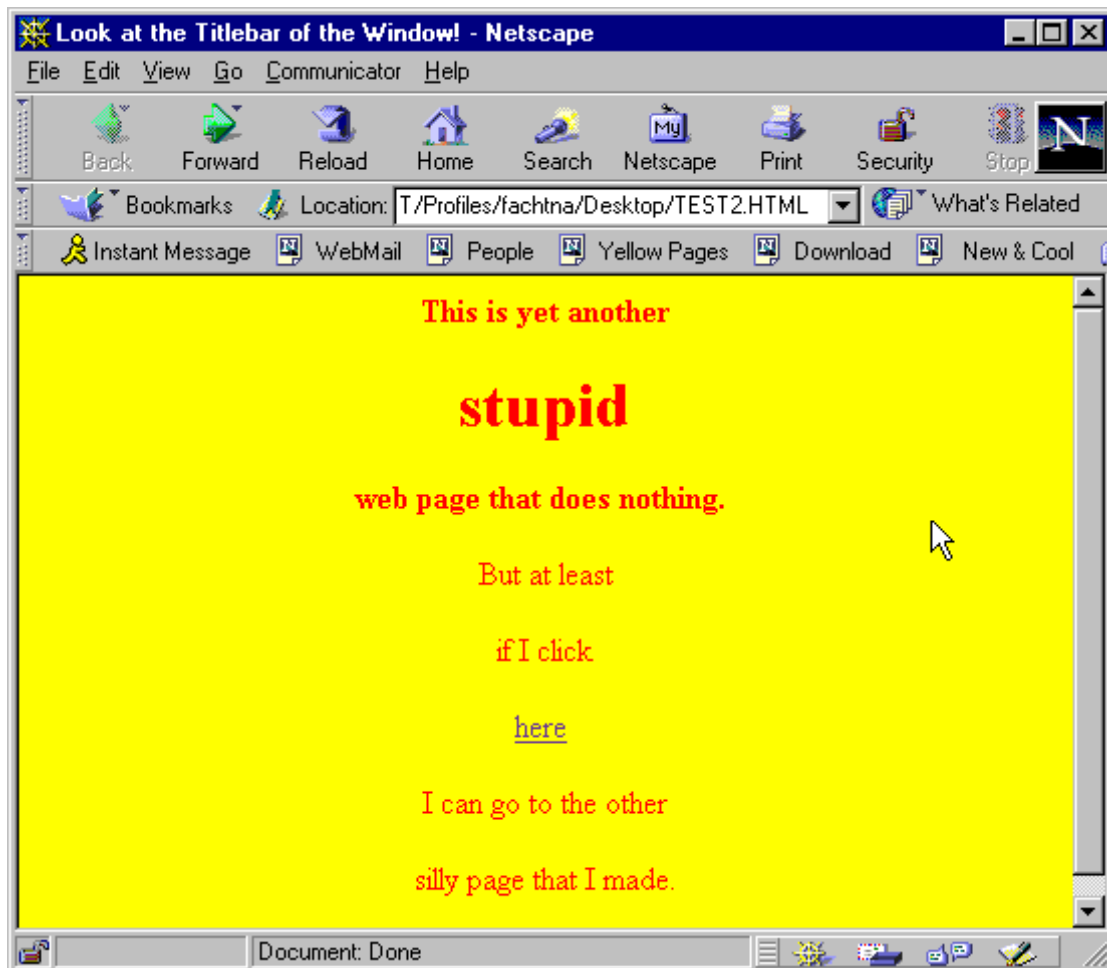 Look at the Titlebar of the Window! - Netscape
File Edit View Go Communicator Help
Back Forward Reload Home Search My Netscape Print Security Stop N
Bookmarks Location: T/Profiles/fachtna/Desktop/TEST2.HTML What's Related
Instant Message WebMail People Yellow Pages Download New & Cool
This is yet another
stupid
web page that does nothing.
But at least
if I click
here
I can go to the other
silly page that I made.
Document: Done